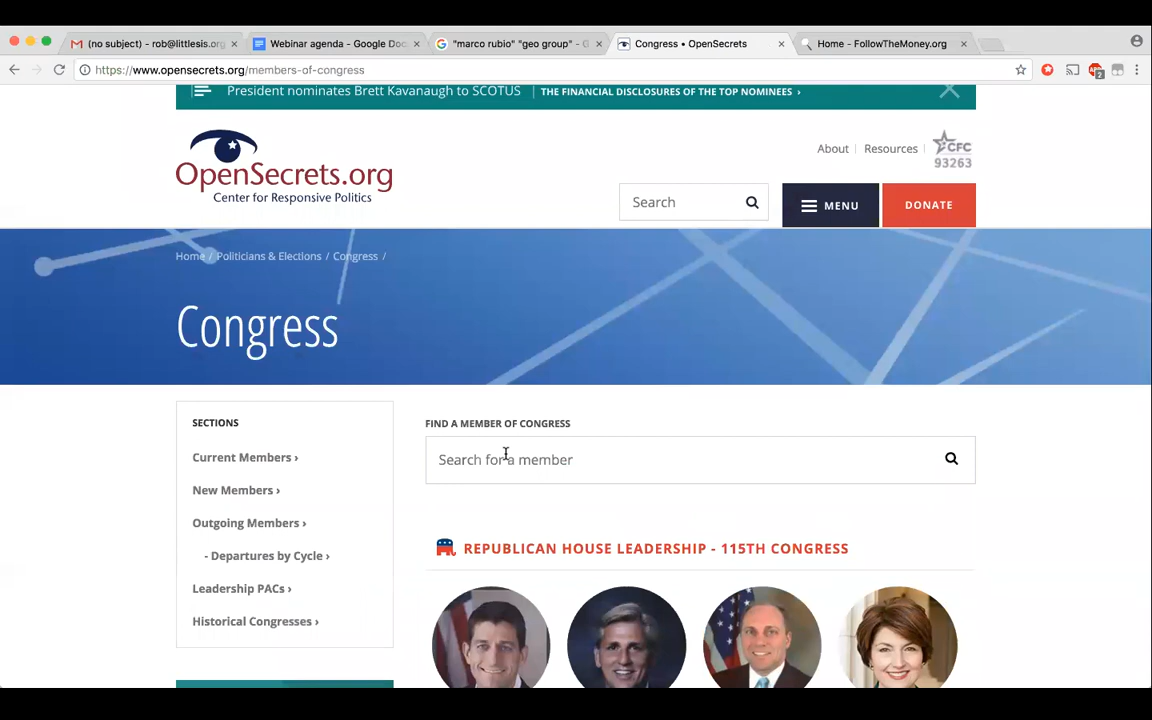 (no subject) - rob@littlesis.org
Webinar agenda - Google Doc
"marco rubio" "geo group" - G
Congress • OpenSecrets
Home - FollowTheMoney.org
https://www.opensecrets.org/members-of-congress
2
President nominates Brett Kavanaugh to SCOTUS
THE FINANCIAL DISCLOSURES OF THE TOP NOMINEES ›
OpenSecrets.org
Center for Responsive Politics
About
Resources
CFC
93263
Search
MENU
DONATE
Home / Politicians & Elections / Congress /
Congress
SECTIONS
Current Members ›
New Members ›
Outgoing Members ›
- Departures by Cycle ›
Leadership PACs ›
Historical Congresses ›
FIND A MEMBER OF CONGRESS
Search for a member
REPUBLICAN HOUSE LEADERSHIP - 115TH CONGRESS